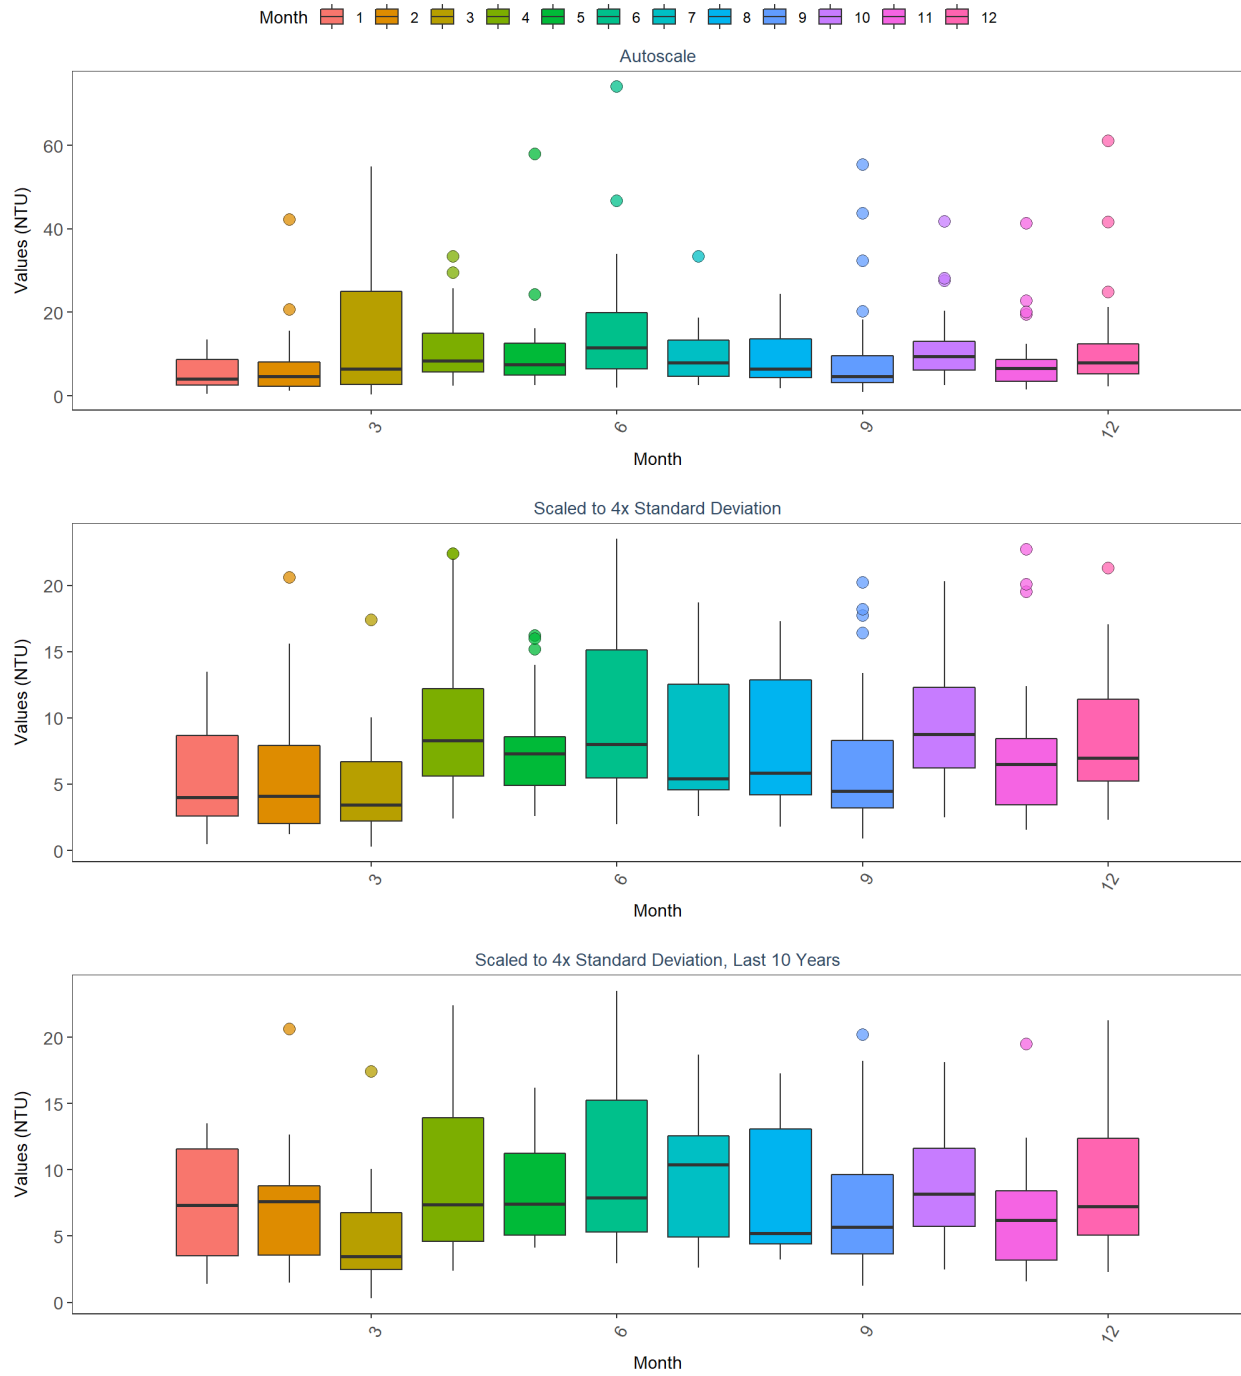 Month 1 2 3 4 5 6 7 8 9 10 11 12
Autoscale
Values (NTU)
60
40
20
0
3 6 9 12
Month
Scaled to 4x Standard Deviation
Values (NTU)
20
15
10
5
0
3 6 9 12
Month
Scaled to 4x Standard Deviation, Last 10 Years
Values (NTU)
20
15
10
5
0
3 6 9 12
Month